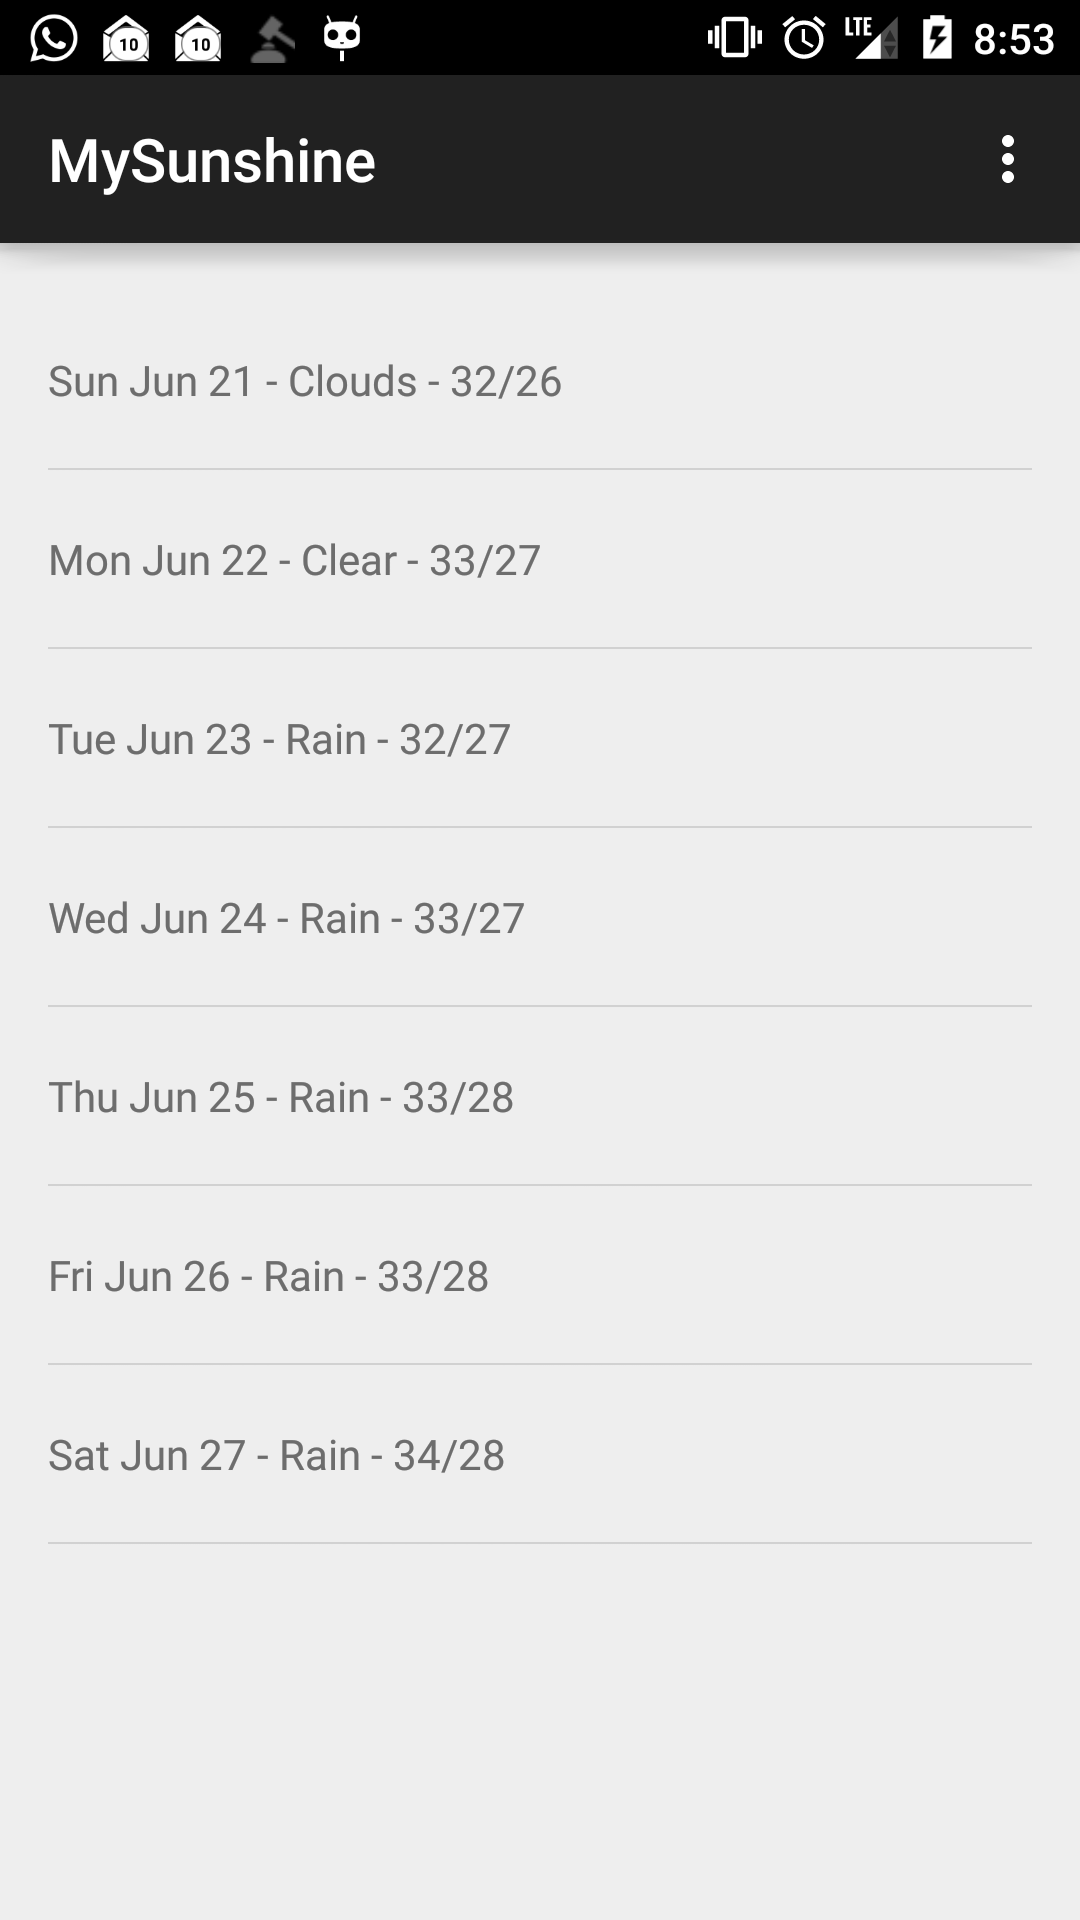 10 10 LTE 8:53
MySunshine
Sun Jun 21 - Clouds - 32/26
Mon Jun 22 - Clear - 33/27
Tue Jun 23 - Rain - 32/27
Wed Jun 24 - Rain - 33/27
Thu Jun 25 - Rain - 33/28
Fri Jun 26 - Rain - 33/28
Sat Jun 27 - Rain - 34/28